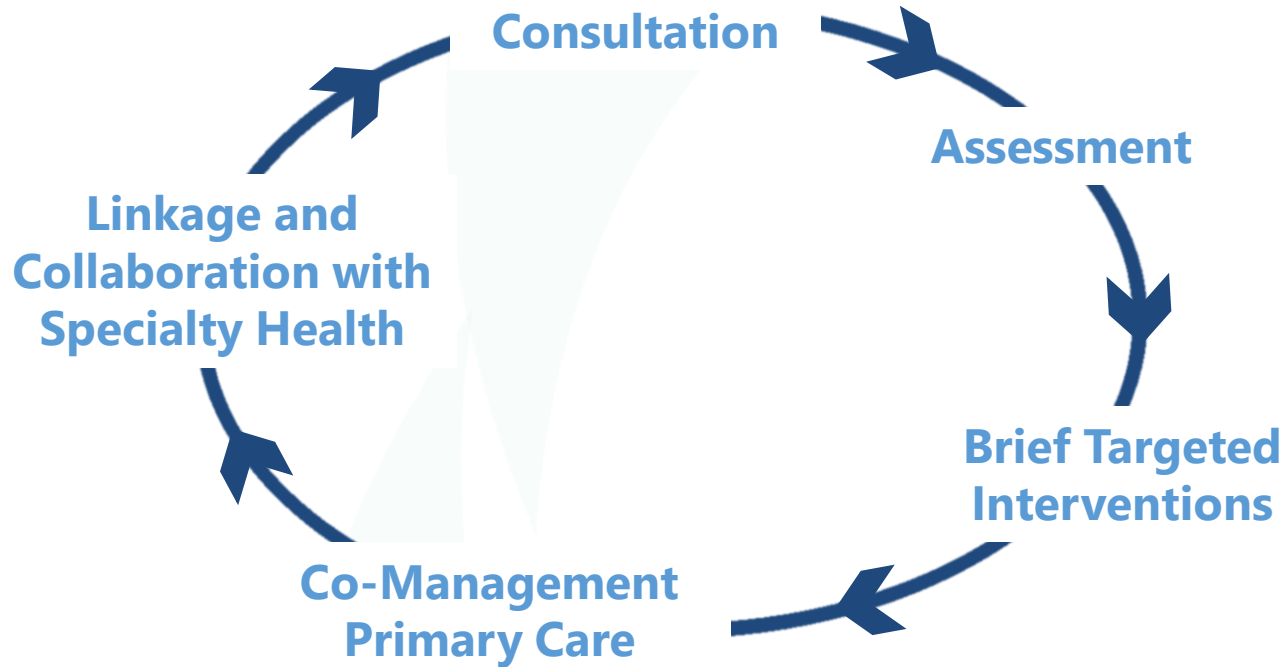 Consultation
Assessment
Brief Targeted
Interventions
Co-Management
Primary Care
Linkage and
Collaboration with
Specialty Health